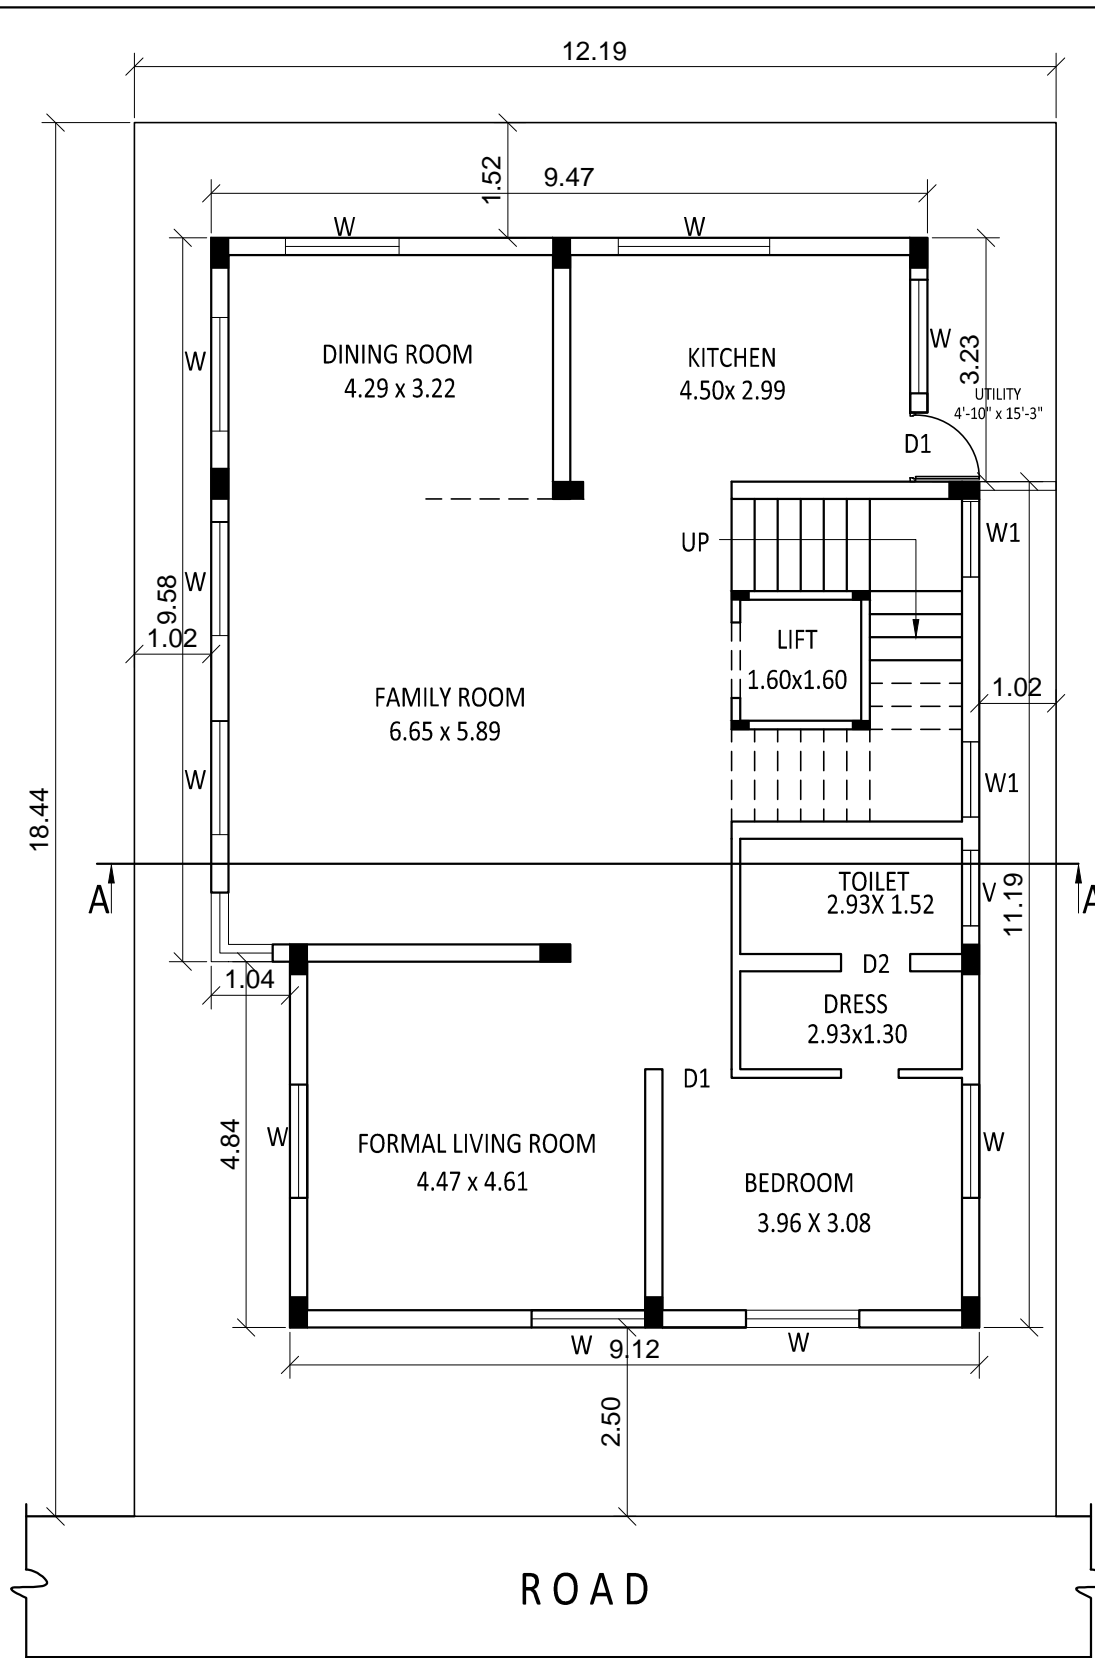 12.19
1.52
9.47
W
W
W
W
3.23
DINING ROOM
4.29 x 3.22
KITCHEN
4.50x 2.99
UTILITY
4'-10" x 15'-3"
D1
UP
W1
W
9.58
1.02
LIFT
1.60x1.60
FAMILY ROOM
6.65 x 5.89
1.02
W
W1
18.44
A
A
TOILET
2.93X 1.52
V
11.19
D2
1.04
DRESS
2.93x1.30
D1
4.84
W
FORMAL LIVING ROOM
4.47 x 4.61
W
BEDROOM
3.96 X 3.08
W
9.12
W
2.50
ROAD